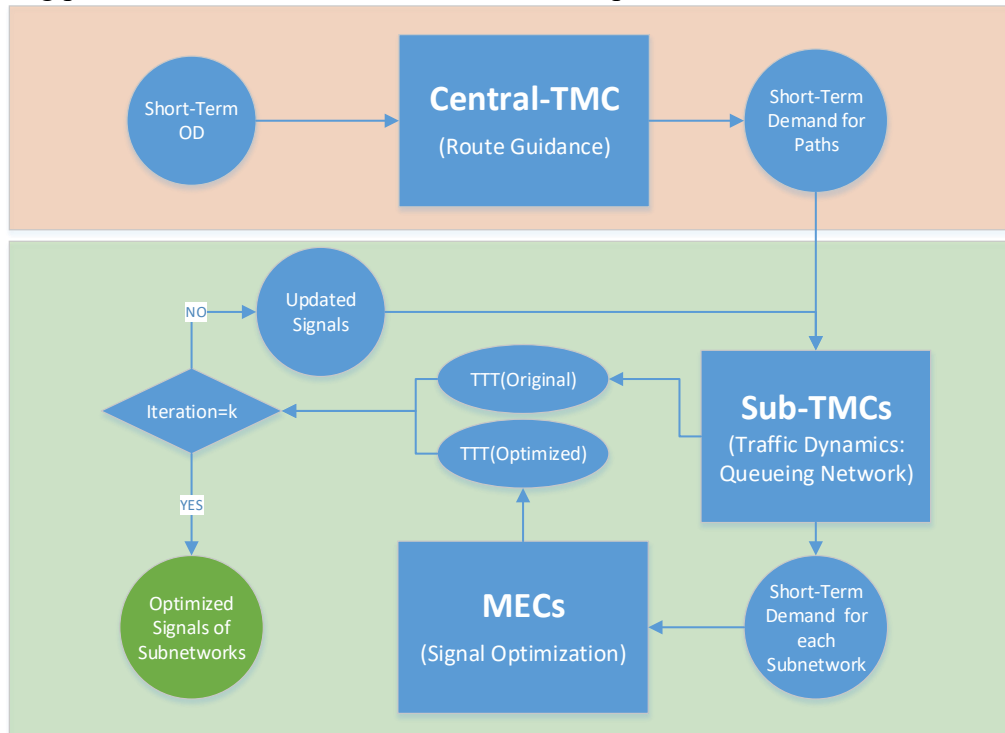 Short-Term
OD
Central-TMC
(Route Guidance)
Short-Term
Demand for
Paths
NO
Updated
Signals
Iteration=k
TTT(Original)
TTT(Optimized)
Sub-TMCs
(Traffic Dynamics:
Queueing Network)
YES
Optimized
Signals of
Subnetworks
MECs
(Signal Optimization)
Short-Term
Demand for
each
Subnetwork